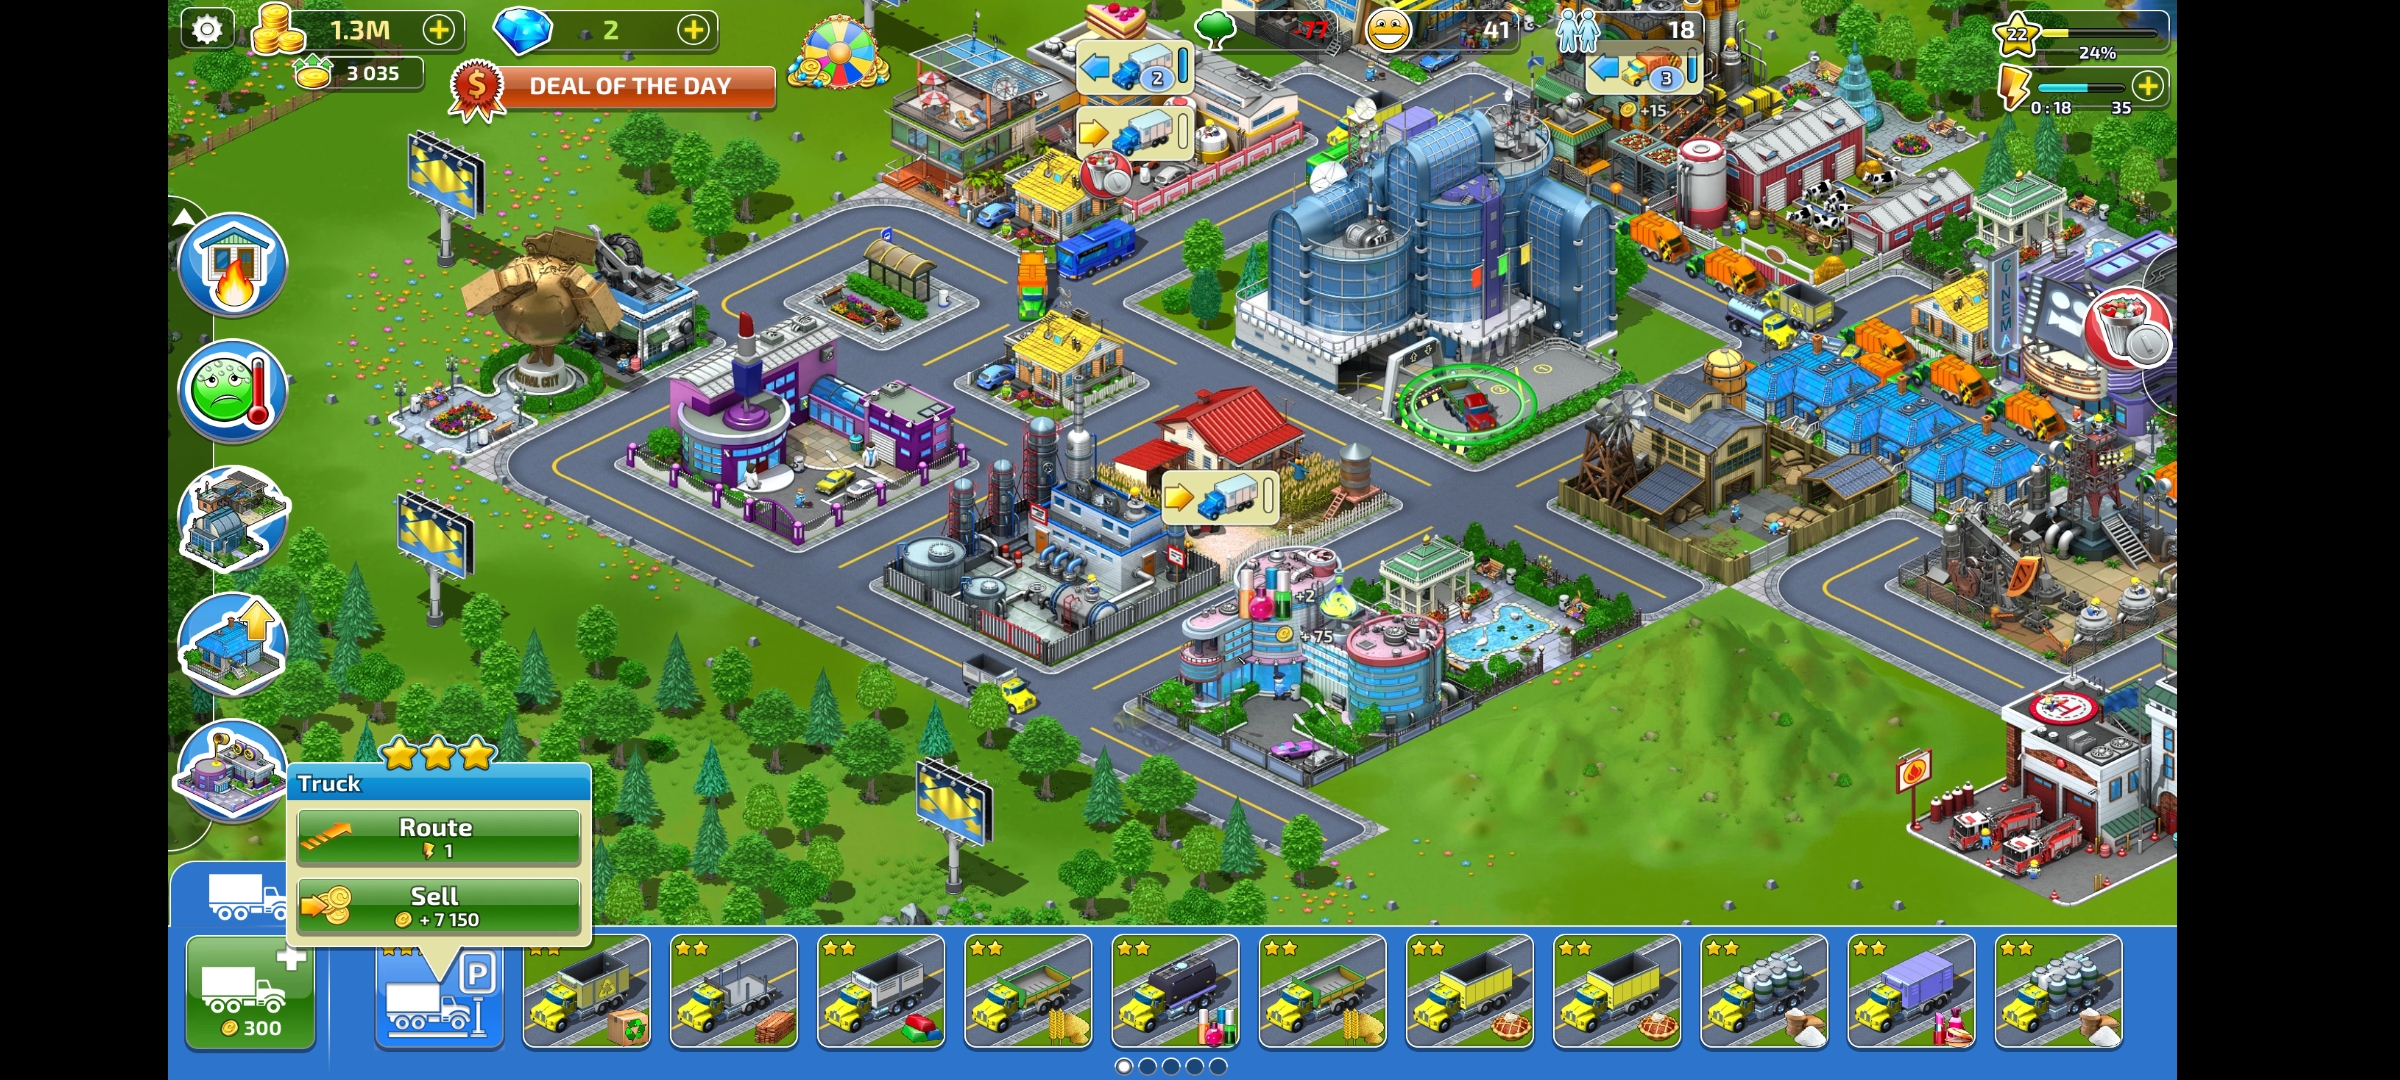 1.3M
2
-77
41
18
22
24%
3 035
DEAL OF THE DAY
2
3
+15
0:18
35
CINEMA
+2
+75
Truck
Route
1
Sell
+ 7 150
P
300